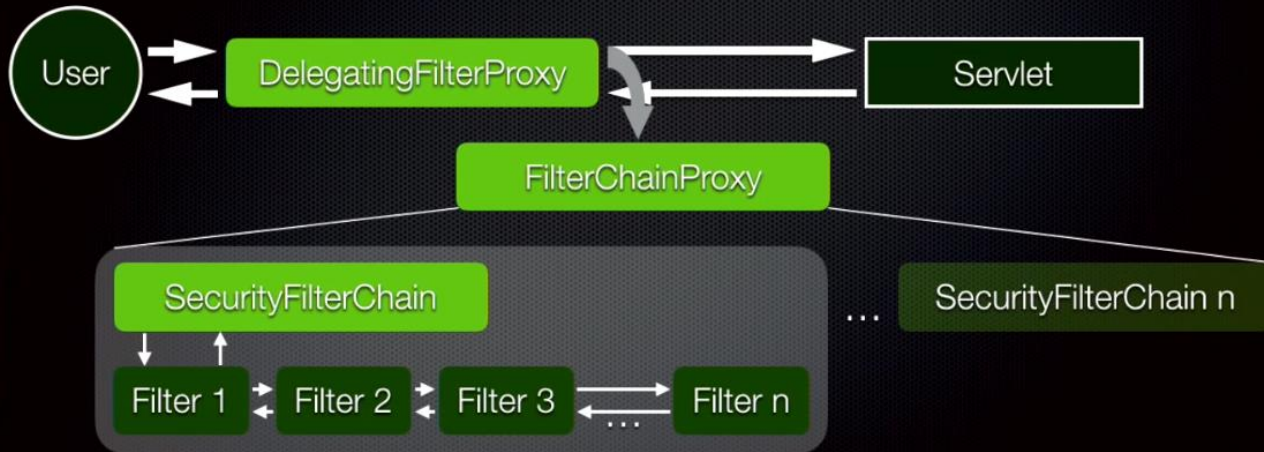 User
DelegatingFilterProxy
Servlet
FilterChainProxy
SecurityFilterChain
...
SecurityFilterChain n
Filter 1
Filter 2
Filter 3
...
Filter n